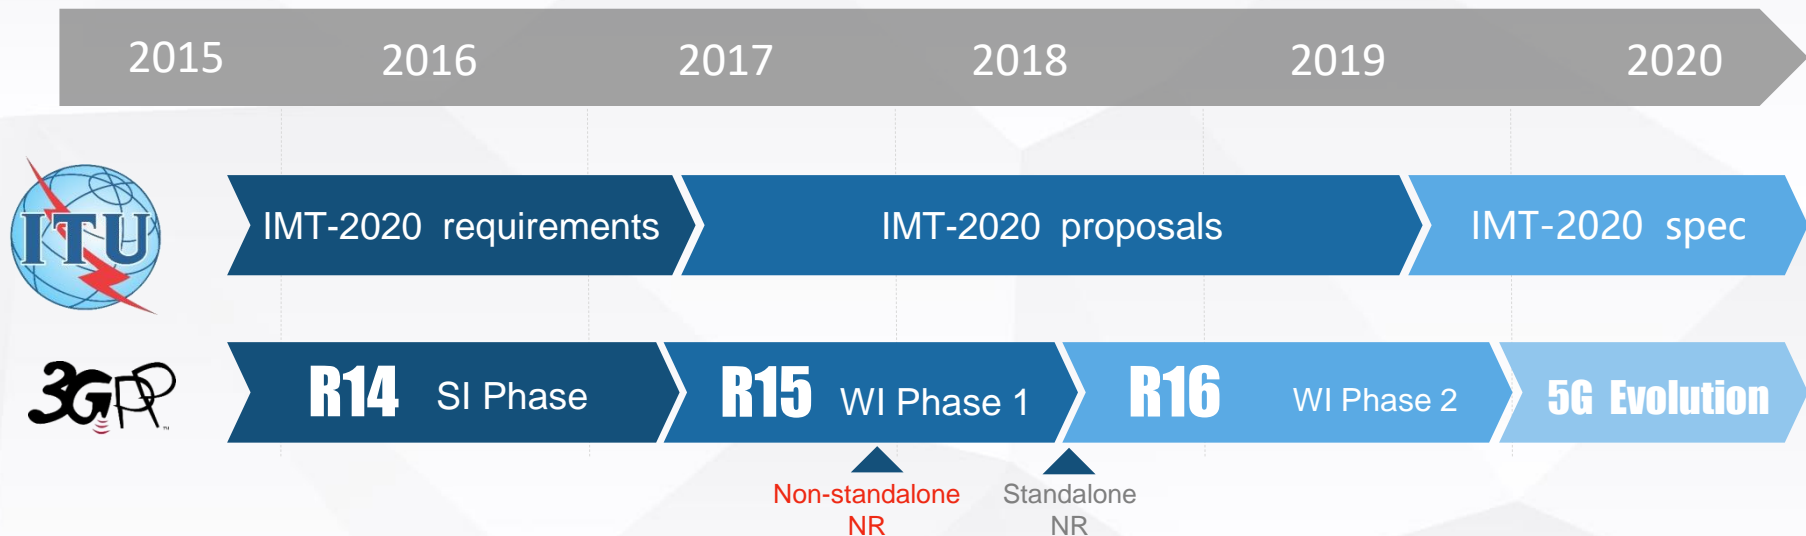 2015 2016 2017 2018 2019 2020
ITU
IMT-2020 requirements
IMT-2020 proposals
IMT-2020 spec
3GPP
R14 SI Phase
R15 WI Phase 1
R16 WI Phase 2
5G Evolution
Non-standalone
NR
Standalone
NR